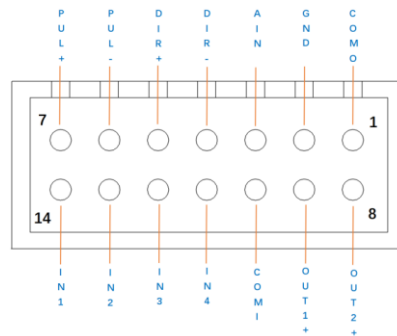 PUL+ PUL- DIR+ DIR- AIN GND COMO
7 1
14 8
IN1 IN2 IN3 IN4 COMI OUT1+ OUT2+